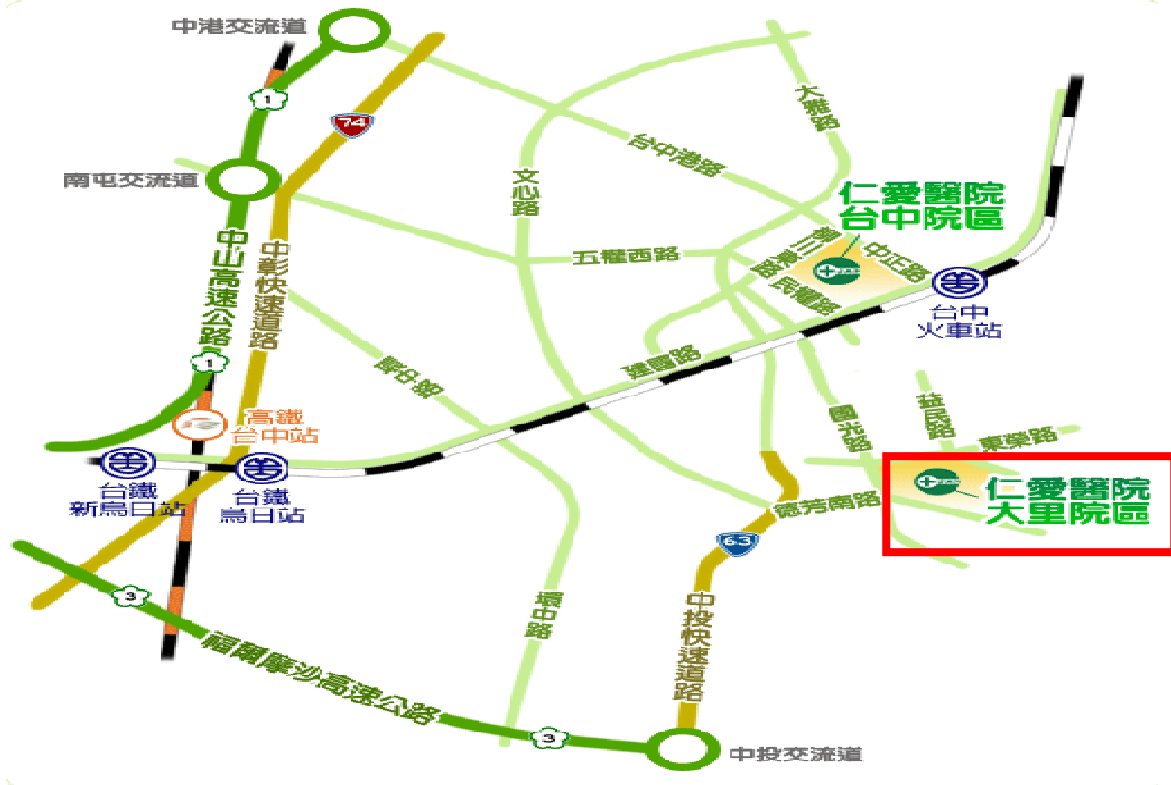 中港交流道
1
74
大雅路
台中港路
南屯交流道
文心路
仁愛醫院
台中院區
中山高速公路
中彰快速道路
五權西路
中正路
民權路
台中
火車站
建國路
1
高鐵
台中站
國光路
益民路
東榮路
台鐵
新烏日站
台鐵
烏日站
德芳南路
仁愛醫院
大里院區
63
3
環中路
中投快速道路
福爾摩沙高速公路
3
中投交流道